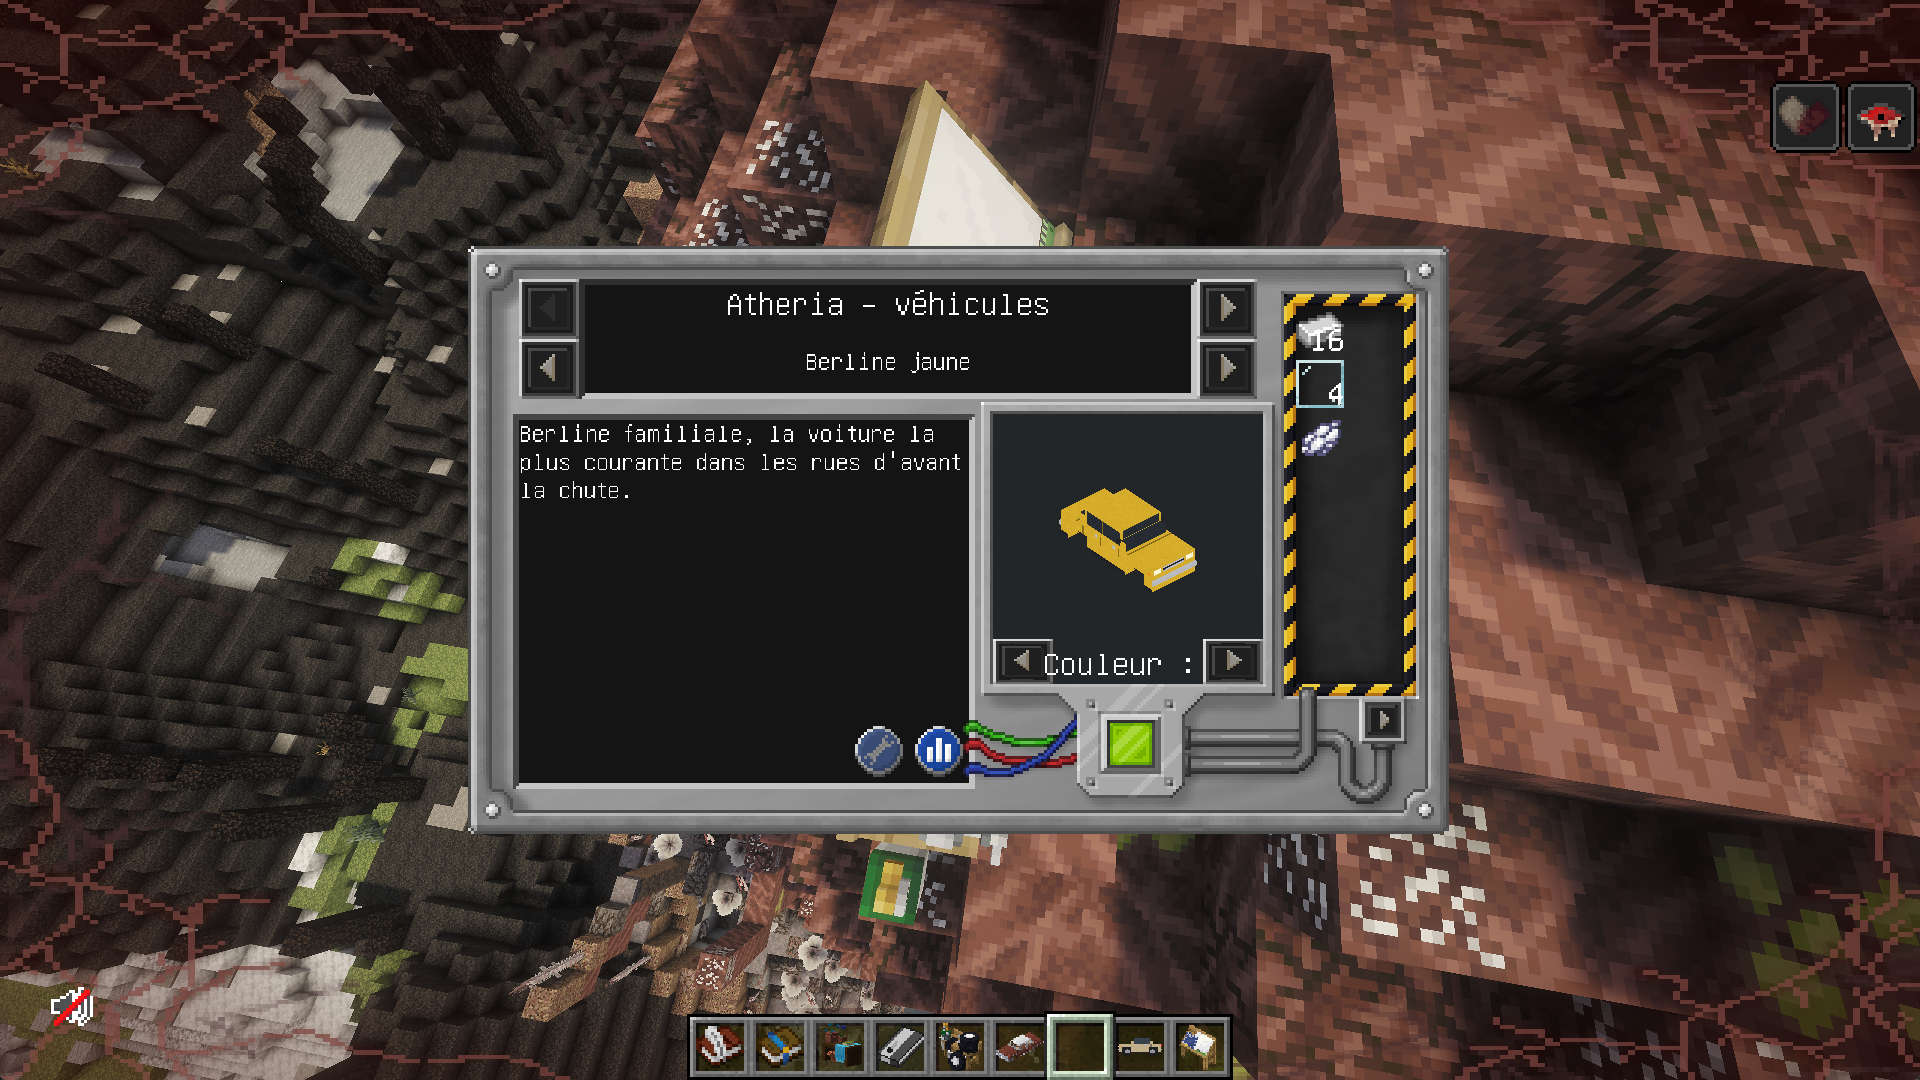 Atheria - véhicules
Berline jaune
Berline familiale, la voiture la
plus courante dans les rues d'avant
la chute.
16
4
Couleur :